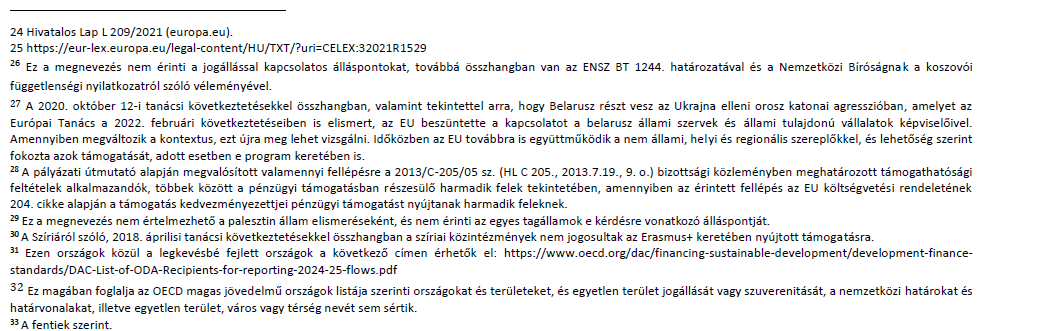 24 Hivatalos Lap L 209/2021 (europa.eu).
25 https://eur-lex.europa.eu/legal-content/HU/TXT/?uri=CELEX:32021R1529
26 Ez a megnevezés nem érinti a jogállással kapcsolatos álláspontokat, továbbá összhangban van az ENSZ BT 1244. határozatával és a Nemzetközi Bíróságnak a koszovói
függetlenségi nyilatkozatról szóló véleményével.
27 A 2020. október 12-i tanácsi következtetésekkel összhangban, valamint tekintettel arra, hogy Belarusz részt vesz az Ukrajna elleni orosz katonai agresszióban, amelyet az
Európai Tanács a 2022. februári következtetéseiben is elismert, az EU beszüntette a kapcsolatot a belarusz állami szervek és állami tulajdonú vállalatok képviselőivel.
Amennyiben megváltozik a kontextus, ezt újra meg lehet vizsgálni. Időközben az EU továbbra is együttműködik a nem állami, helyi és regionális szereplőkkel, és lehetőség szerint
fokozta azok támogatását, adott esetben e program keretében is.
28 A pályázati útmutató alapján megvalósított valamennyi fellépésre a 2013/C-205/05 sz. (HL C 205., 2013.7.19., 9. o.) bizottsági közleményben meghatározott támogathatósági
feltételek alkalmazandók, többek között a pénzügyi támogatásban részesülő harmadik felek tekintetében, amennyiben az érintett fellépés az EU költségvetési rendeletének
204. cikke alapján a támogatás kedvezményezettjei pénzügyi támogatást nyújtanak harmadik feleknek.
29 Ez a megnevezés nem értelmezhető a palesztin állam elismeréseként, és nem érinti az egyes tagállamok e kérdésre vonatkozó álláspontját.
30 A Szíriáról szóló, 2018. áprilisi tanácsi következtetésekkel összhangban a szíriai közintézmények nem jogosultak az Erasmus+ keretében nyújtott támogatásra.
31 Ezen országok közül a legkevésbé fejlett országok a következő címen érhetők el: https://www.oecd.org/dac/financing-sustainable-development/development-finance-
standards/DAC-List-of-ODA-Recipients-for-reporting-2024-25-flows.pdf
32 Ez magában foglalja az OECD magas jövedelmű országok listája szerinti országokat és területeket, és egyetlen terület jogállását vagy szuverenitását, a nemzetközi határokat és
határvonalakat, illetve egyetlen terület, város vagy térség nevét sem sértik.
33 A fentiek szerint.